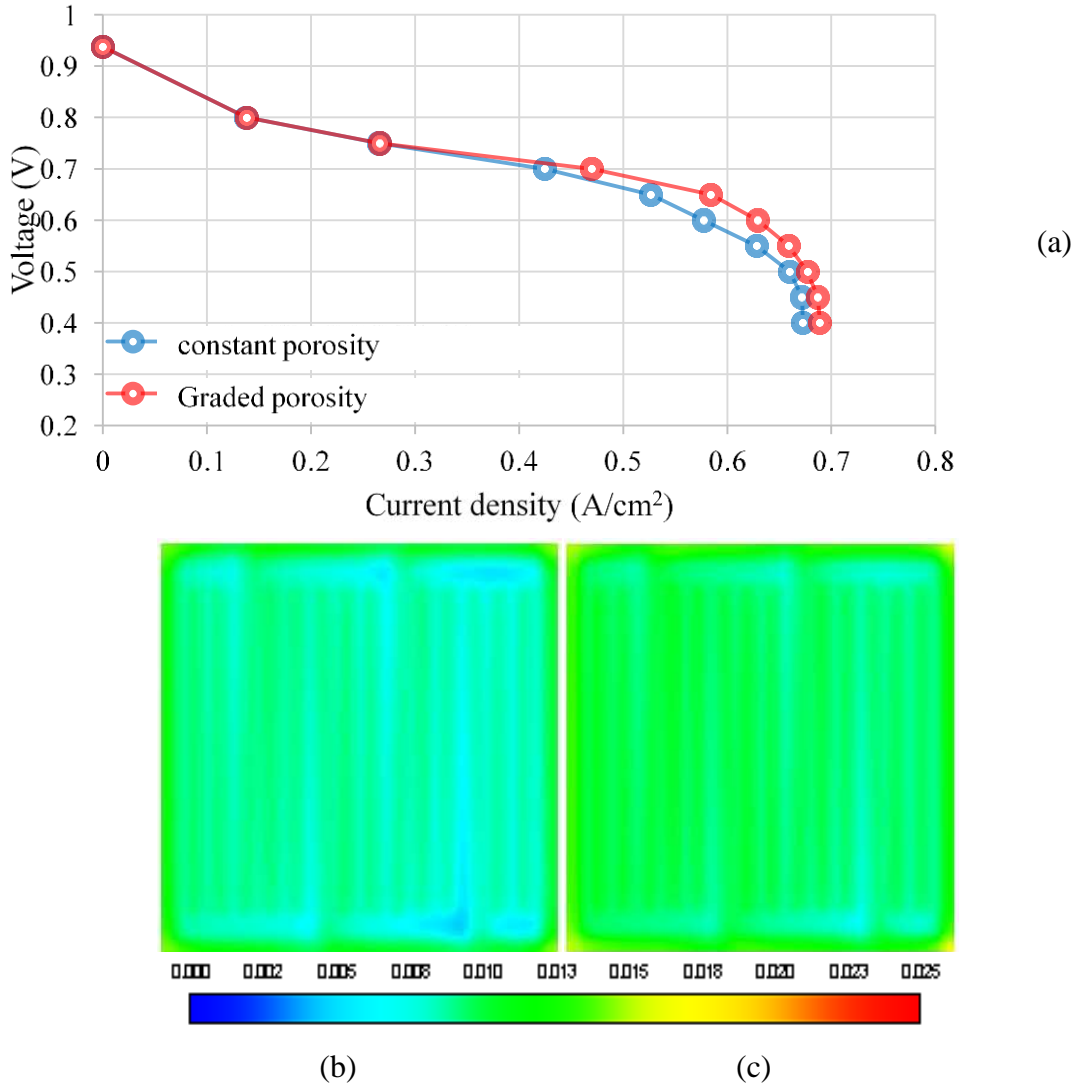 1
0.9
0.8
0.7
0.6
0.5
0.4
0.3
0.2
Voltage (V)
constant porosity
Graded porosity
0 0.1 0.2 0.3 0.4 0.5 0.6 0.7 0.8
Current density (A/cm²)
(a)
0.000 0.002 0.005 0.008 0.010 0.013 0.015 0.018 0.020 0.023 0.025
(b) (c)